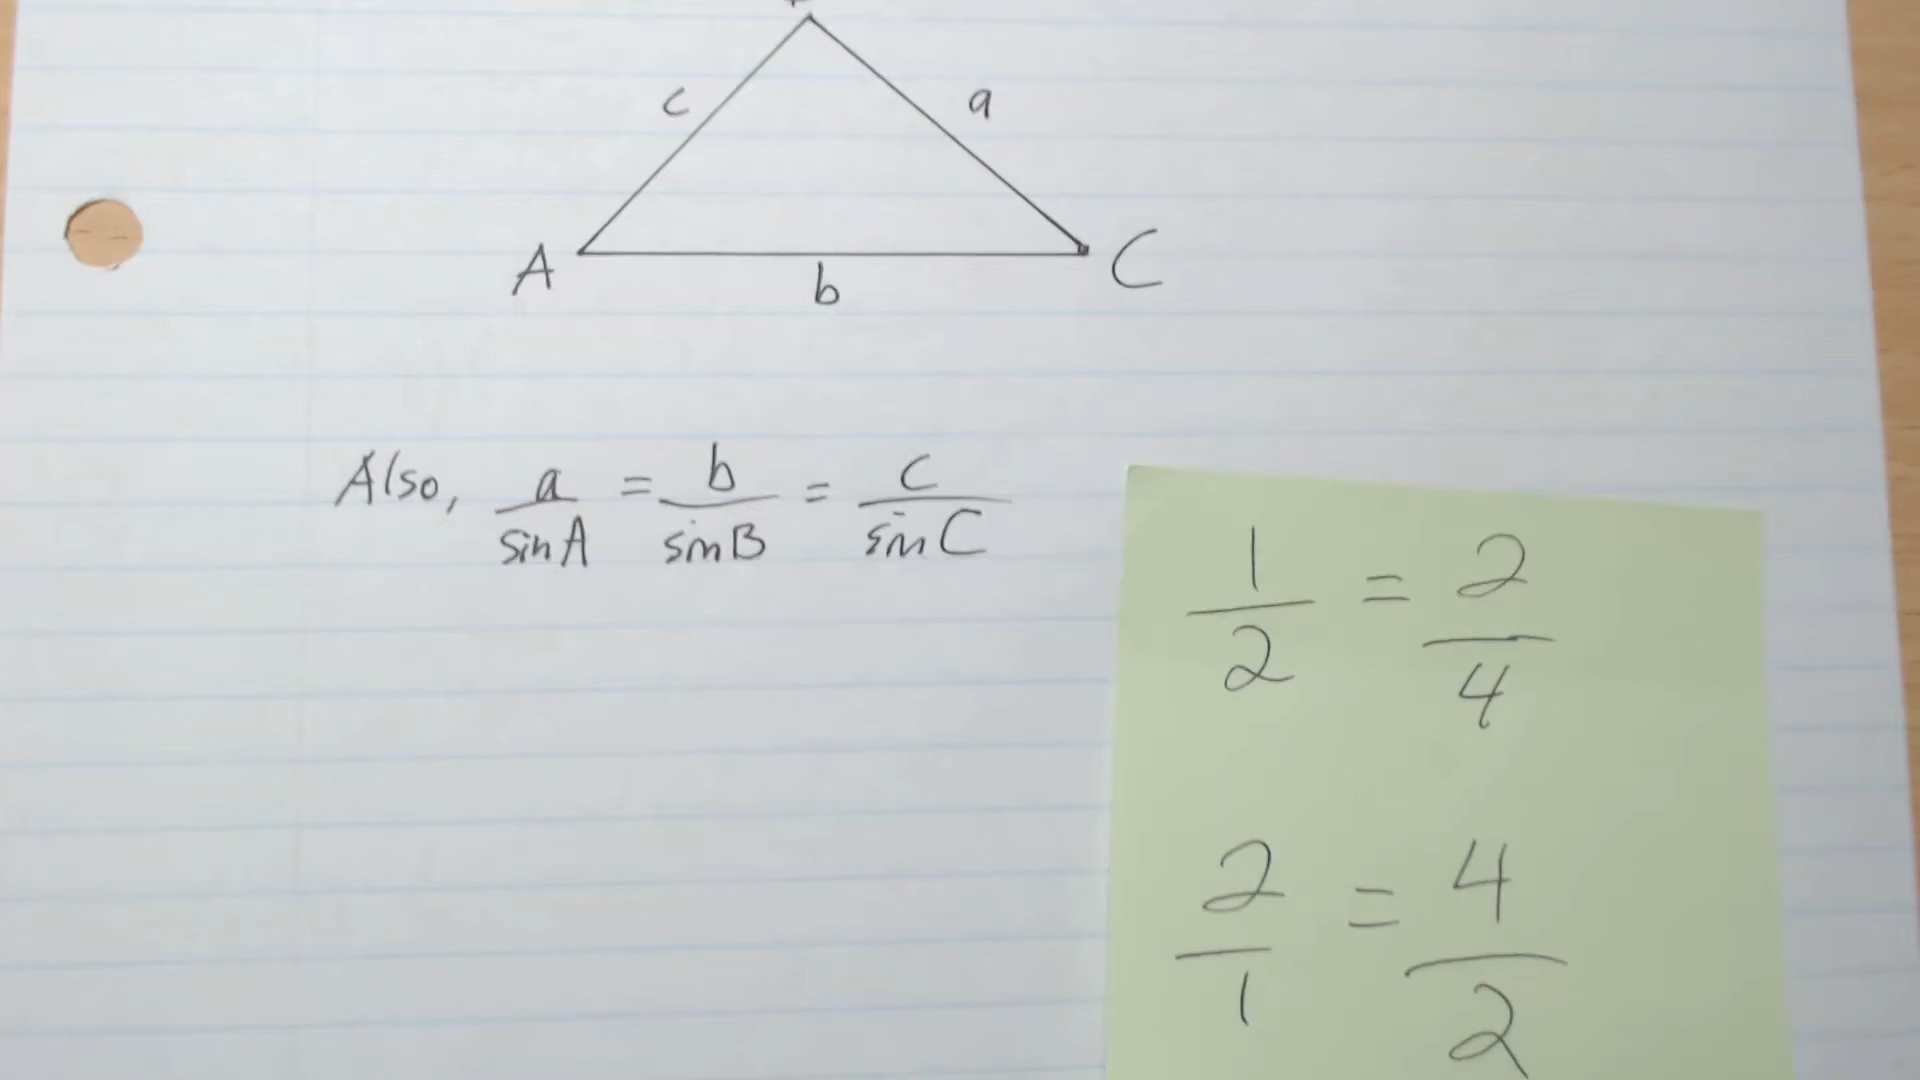 c a
A b C
Also, a/sinA = b/sinB = c/sinC
1/2 = 2/4
2/1 = 4/2